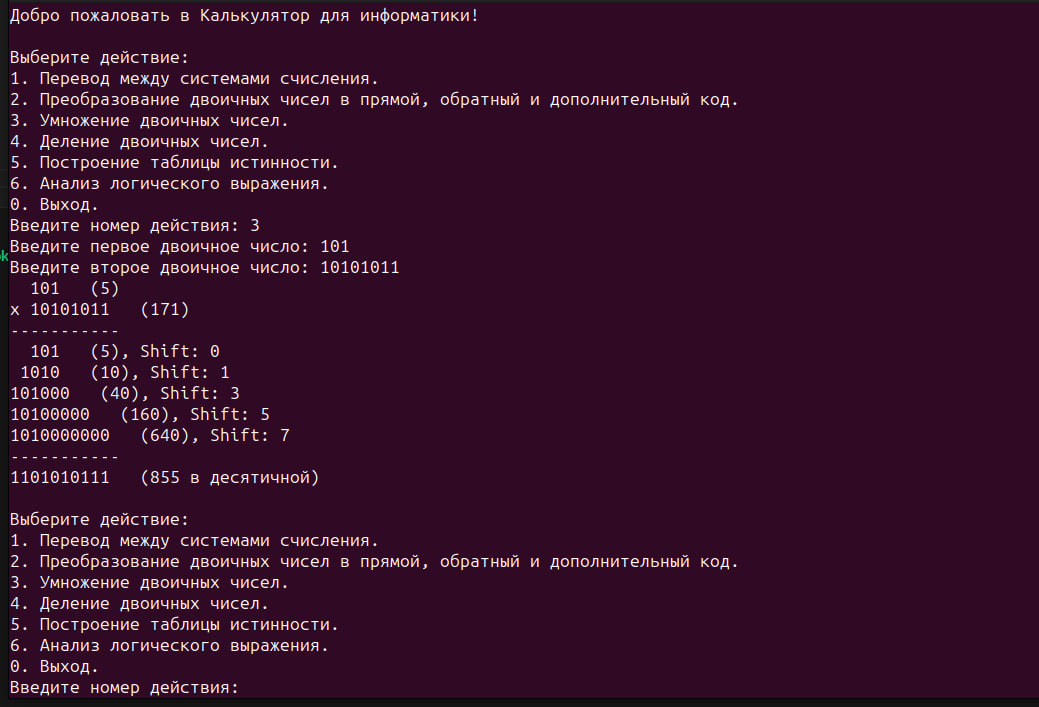 Добро пожаловать в Калькулятор для информатики!

Выберите действие:
1. Перевод между системами счисления.
2. Преобразование двоичных чисел в прямой, обратный и дополнительный код.
3. Умножение двоичных чисел.
4. Деление двоичных чисел.
5. Построение таблицы истинности.
6. Анализ логического выражения.
0. Выход.
Введите номер действия: 3
Введите первое двоичное число: 101
Введите второе двоичное число: 10101011
  101   (5)
x 10101011   (171)
-----------
  101   (5), Shift: 0
 1010   (10), Shift: 1
101000   (40), Shift: 3
10100000   (160), Shift: 5
1010000000   (640), Shift: 7
-----------
1101010111   (855 в десятичной)

Выберите действие:
1. Перевод между системами счисления.
2. Преобразование двоичных чисел в прямой, обратный и дополнительный код.
3. Умножение двоичных чисел.
4. Деление двоичных чисел.
5. Построение таблицы истинности.
6. Анализ логического выражения.
0. Выход.
Введите номер действия: